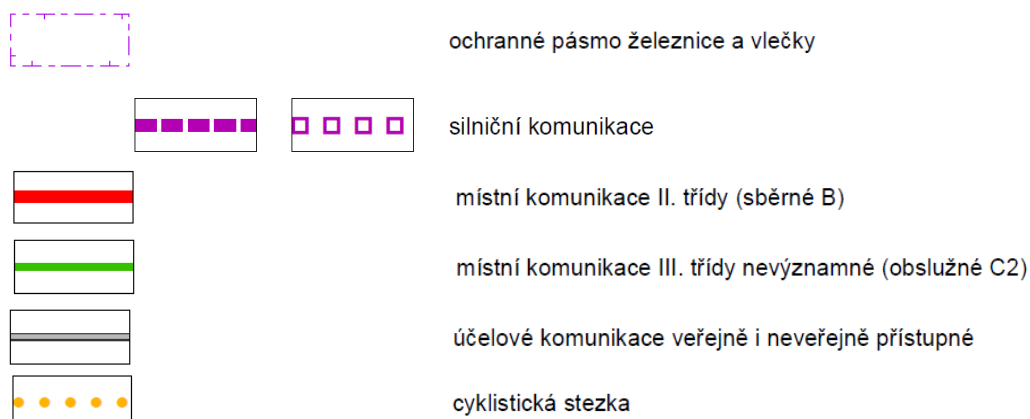 ochranné pásmo železnice a vlečky
silniční komunikace
místní komunikace II. třídy (sběrné B)
místní komunikace III. třídy nevýznamné (obslužné C2)
účelové komunikace veřejně i neveřejně přístupné
cyklistická stezka